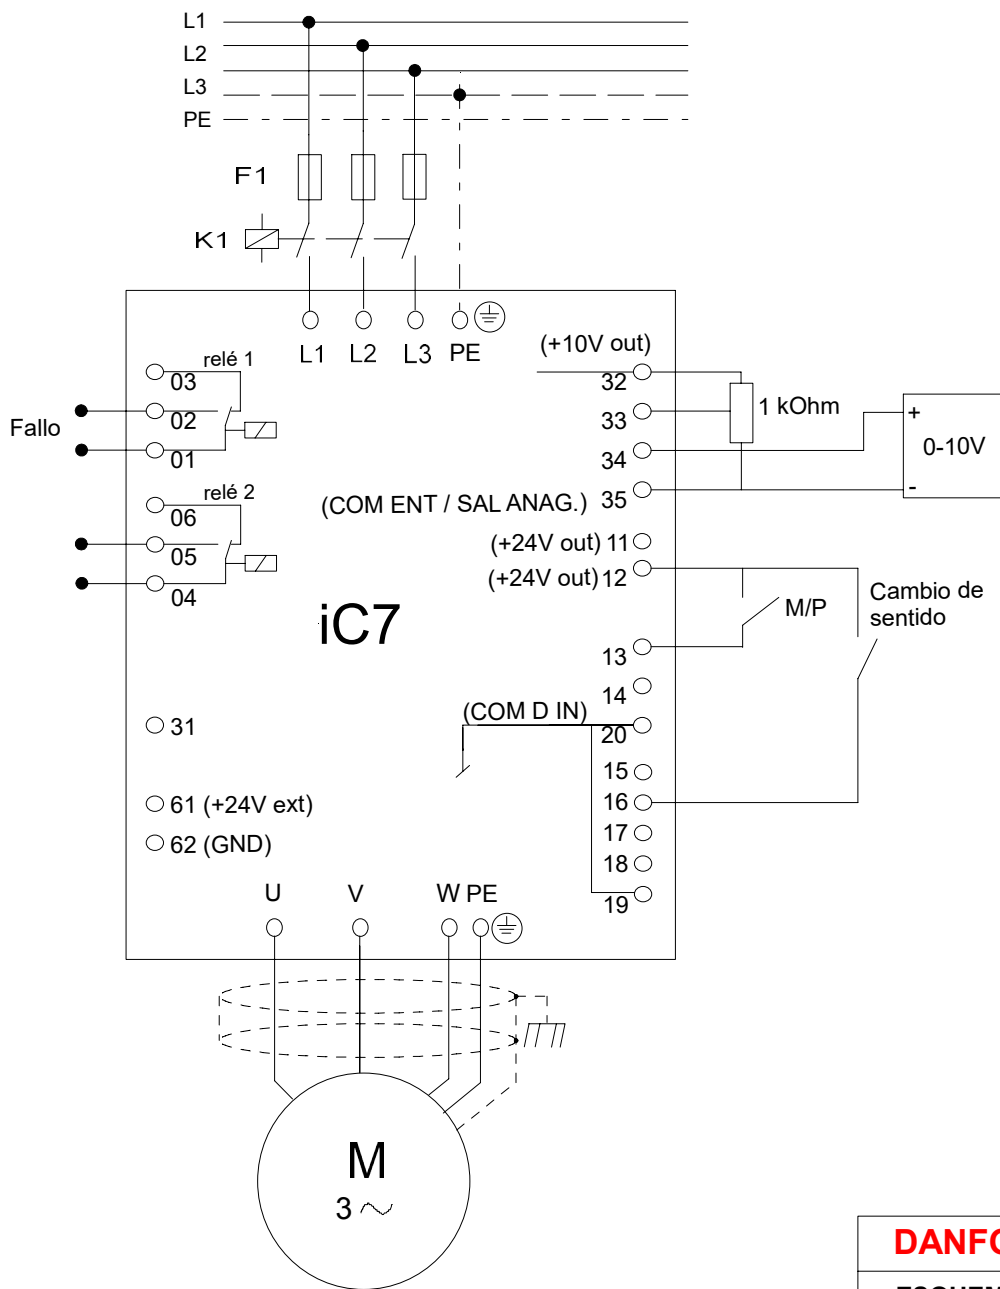 L1
L2
L3
PE
F1
K1
L1 L2 L3 PE
(+10V out)
relé 1
03
32
02
33
1 kOhm
Fallo
01
34
+
0-10V
-
relé 2
06
(COM ENT / SAL ANAG.) 35
05
(+24V out) 11
(+24V out) 12
04
iC7
M/P
Cambio de
sentido
13
14
31
(COM D IN)
20
15
61 (+24V ext)
16
62 (GND)
17
18
19
U V W PE
M
3 ~